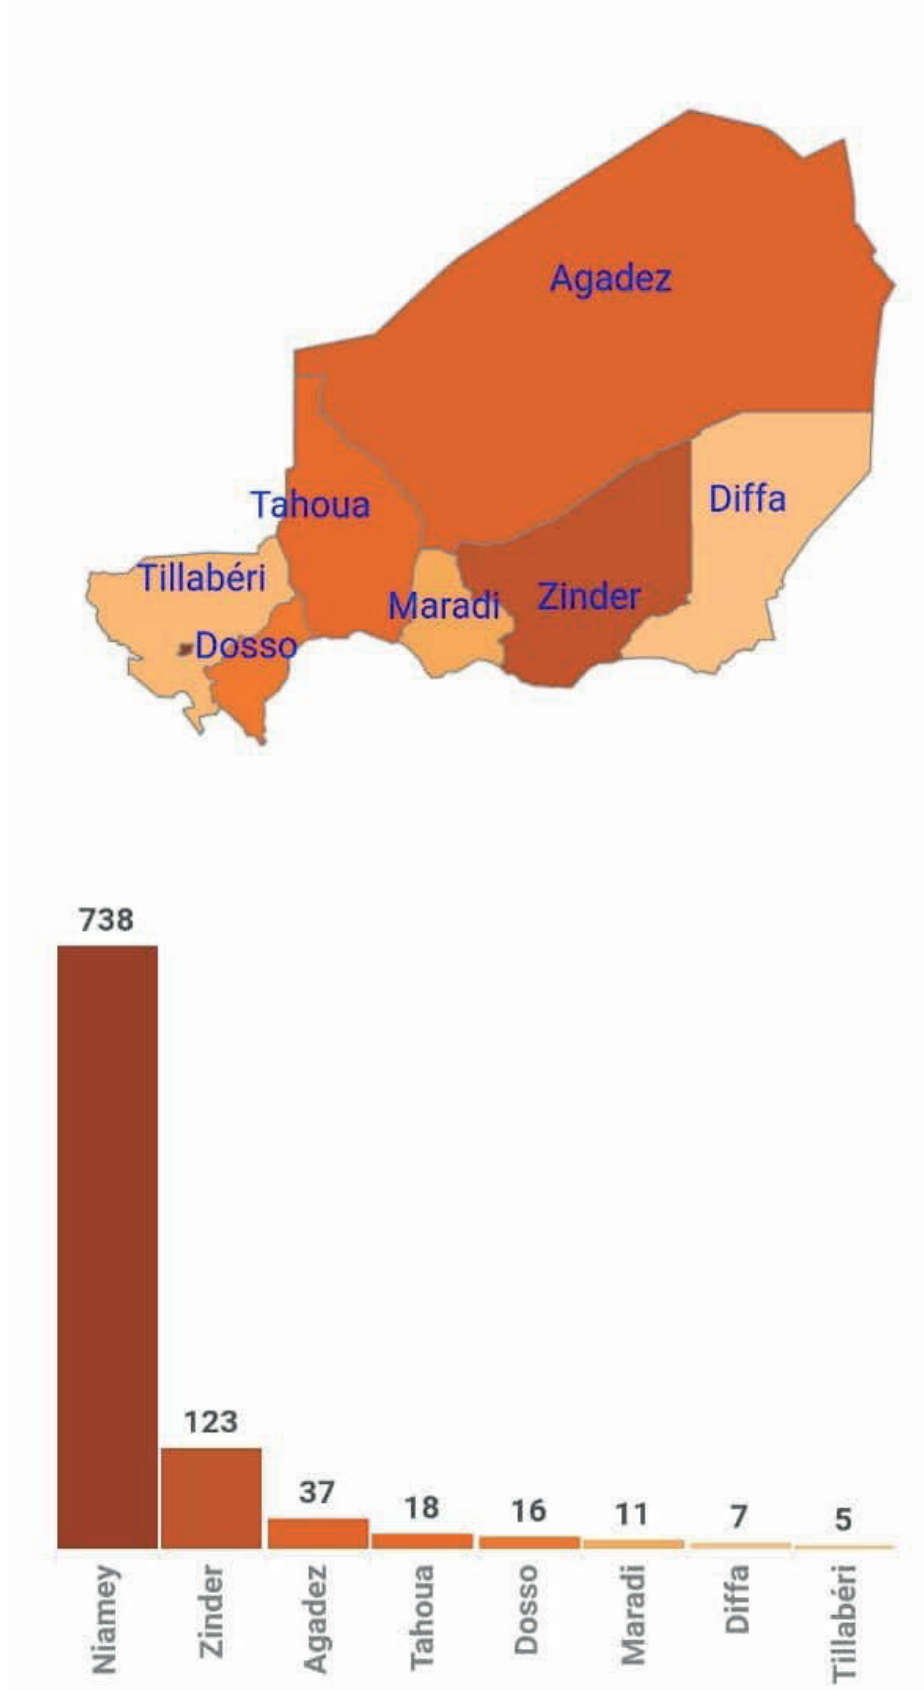 Agadez
Tahoua
Diffa
Tillabéri
Maradi
Zinder
Dosso
738
123
37
18
16
11
7
5
Niamey
Zinder
Agadez
Tahoua
Dosso
Maradi
Diffa
Tillabéri